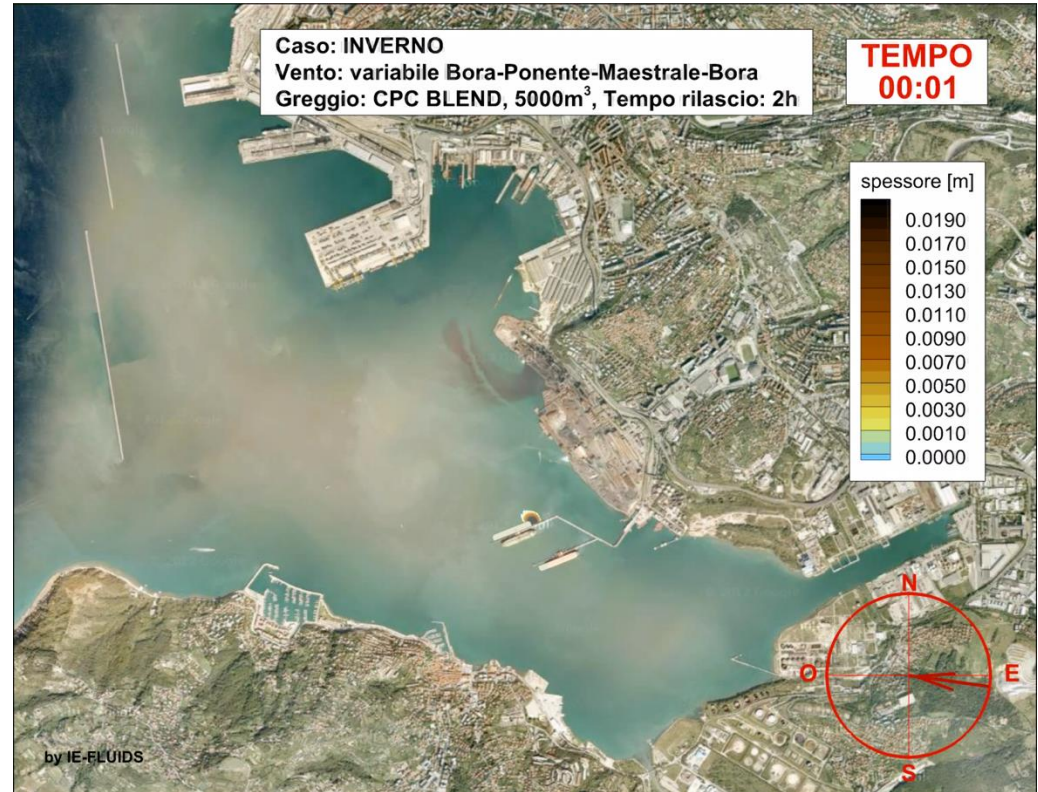 Caso: INVERNO
Vento: variabile Bora-Ponente-Maestrale-Bora
Greggio: CPC BLEND, 5000m³, Tempo rilascio: 2h
TEMPO
00:01
spessore [m]
0.0190
0.0170
0.0150
0.0130
0.0110
0.0090
0.0070
0.0050
0.0030
0.0010
0.0000
N
O
E
S
by IE-FLUIDS